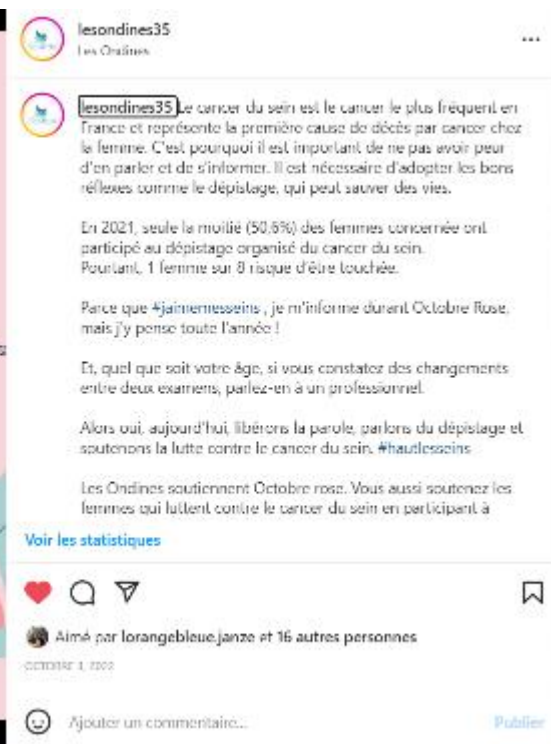 lesondines35
Les Ondines
lesondines35 Le cancer du sein est le cancer le plus fréquent en
France et représente la première cause de décès par cancer chez
la femme. C'est pourquoi il est important de ne pas avoir peur
d'en parler et de s'informer. Il est nécessaire d'adopter les bons
réflexes comme le dépistage, qui peut sauver des vies.
En 2021, seule la moitié (50,6%) des femmes concernée ont
participé au dépistage organisé du cancer du sein.
Pourtant, 1 femme sur 8 risque d'être touchée.
Parce que #jaimemesseins , je m'informe durant Octobre Rose,
mais j'y pense toute l'année !
Et, quel que soit votre âge, si vous constatez des changements
entre deux examens, parlez-en à un professionnel.
Alors oui, aujourd'hui, libérons la parole, parlons du dépistage et
soutenons la lutte contre le cancer du sein. #hautlesseins
Les Ondines soutiennent Octobre rose. Vous aussi soutenez les
femmes qui luttent contre le cancer du sein en participant à
Voir les statistiques
Aimé par lorangebleue.janze et 16 autres personnes
OCTOBRE 1, 2022
Ajouter un commentaire...
Publier